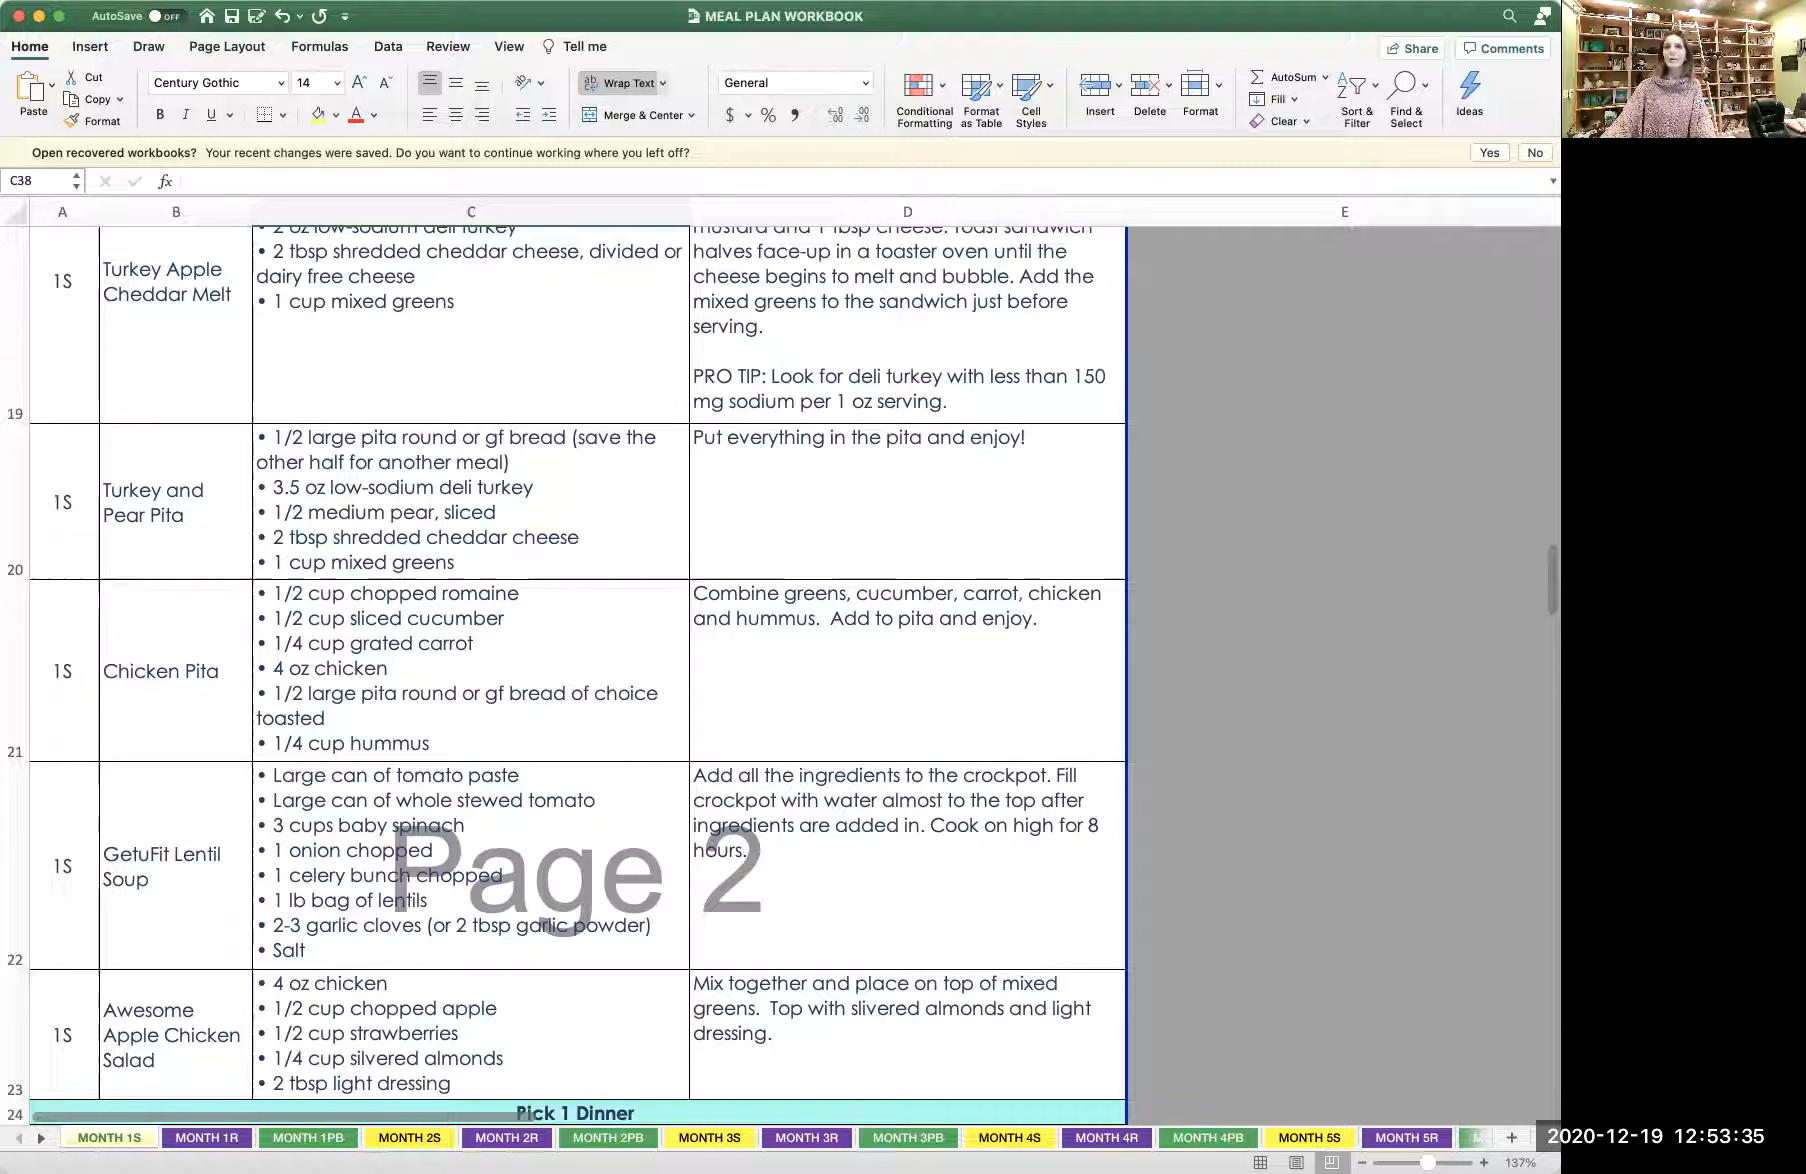 AutoSave OFF
MEAL PLAN WORKBOOK
Home Insert Draw Page Layout Formulas Data Review View Tell me
Share Comments
Paste
Cut
Copy
Format
Century Gothic 14
B I U
Wrap Text
Merge & Center
General
$ % ,
Conditional Formatting
Format as Table
Cell Styles
Insert Delete Format
AutoSum
Fill
Clear
Sort & Filter
Find & Select
Ideas
Open recovered workbooks? Your recent changes were saved. Do you want to continue working where you left off?
Yes No
C38 fx
A B C D E
19
1S
Turkey Apple
Cheddar Melt
• 2 oz low-sodium deli turkey
• 2 tbsp shredded cheddar cheese, divided or
dairy free cheese
• 1 cup mixed greens
mustard and 1 tbsp cheese. Toast sandwich
halves face-up in a toaster oven until the
cheese begins to melt and bubble. Add the
mixed greens to the sandwich just before
serving.
PRO TIP: Look for deli turkey with less than 150
mg sodium per 1 oz serving.
20
1S
Turkey and
Pear Pita
• 1/2 large pita round or gf bread (save the
other half for another meal)
• 3.5 oz low-sodium deli turkey
• 1/2 medium pear, sliced
• 2 tbsp shredded cheddar cheese
• 1 cup mixed greens
Put everything in the pita and enjoy!
21
1S
Chicken Pita
• 1/2 cup chopped romaine
• 1/2 cup sliced cucumber
• 1/4 cup grated carrot
• 4 oz chicken
• 1/2 large pita round or gf bread of choice
toasted
• 1/4 cup hummus
Combine greens, cucumber, carrot, chicken
and hummus.  Add to pita and enjoy.
22
1S
GetuFit Lentil
Soup
• Large can of tomato paste
• Large can of whole stewed tomato
• 3 cups baby spinach
• 1 onion chopped
• 1 celery bunch chopped
• 1 lb bag of lentils
• 2-3 garlic cloves (or 2 tbsp garlic powder)
• Salt
Add all the ingredients to the crockpot. Fill
crockpot with water almost to the top after
ingredients are added in. Cook on high for 8
hours.
Page 2
23
1S
Awesome
Apple Chicken
Salad
• 4 oz chicken
• 1/2 cup chopped apple
• 1/2 cup strawberries
• 1/4 cup silvered almonds
• 2 tbsp light dressing
Mix together and place on top of mixed
greens.  Top with slivered almonds and light
dressing.
24
Pick 1 Dinner
MONTH 1S MONTH 1R MONTH 1PB MONTH 2S MONTH 2R MONTH 2PB MONTH 3S MONTH 3R MONTH 3PB MONTH 4S MONTH 4R MONTH 4PB MONTH 5S MONTH 5R
2020-12-19 12:53:35
137%